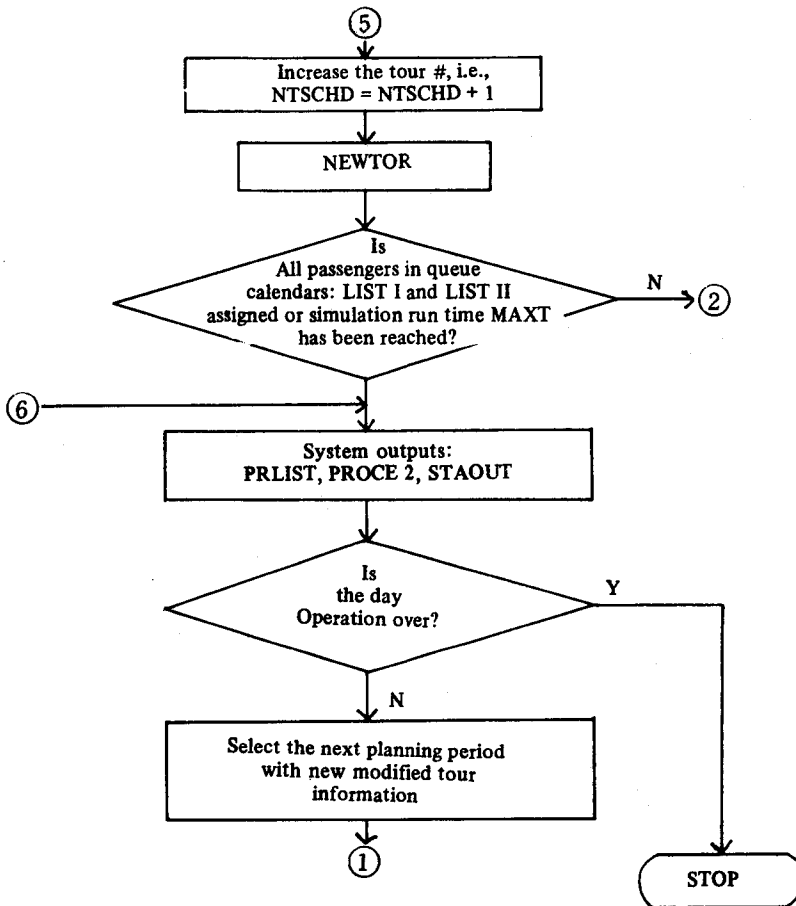 5
Increase the tour #, i.e.,
NTSCHD = NTSCHD + 1
NEWTOR
Is
All passengers in queue
calendars: LIST I and LIST II
assigned or simulation run time MAXT
has been reached?
N
2
6
System outputs:
PRLIST, PROCE 2, STAOUT
Is
the day
Operation over?
Y
N
Select the next planning period
with new modified tour
information
1
STOP